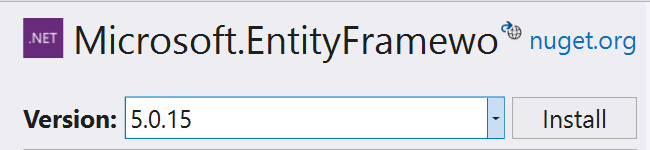 .NET Microsoft.EntityFramewo nuget.org
Version: 5.0.15 Install